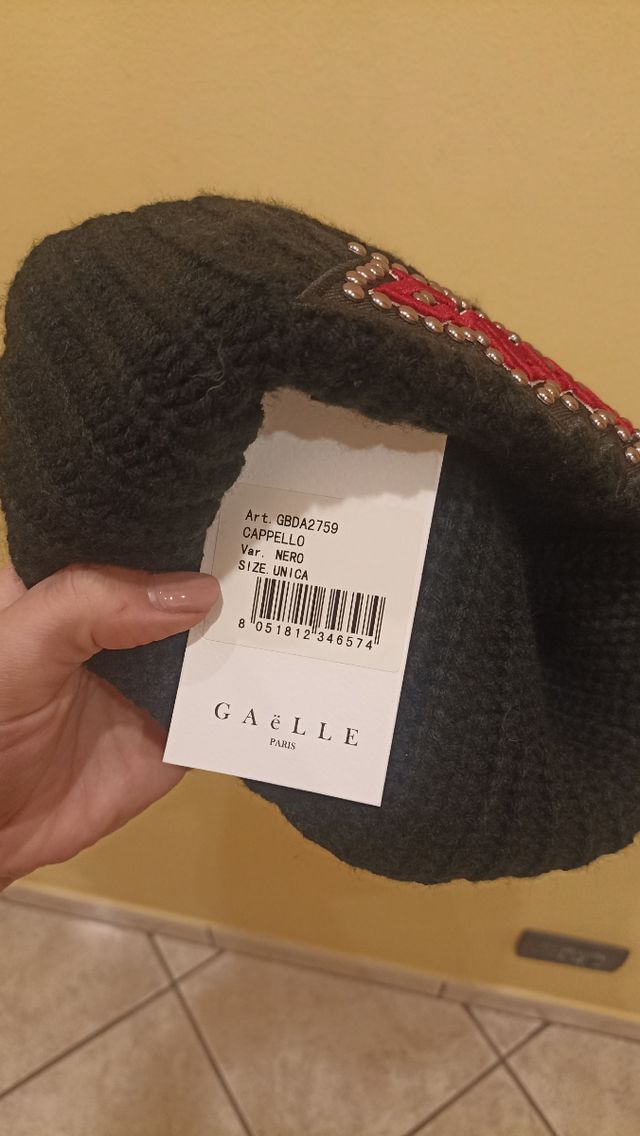 Art. GBDA2759
CAPPELLO
Var. NERO
SIZE. UNICA
8 051812 346574
GAëLLE
PARIS